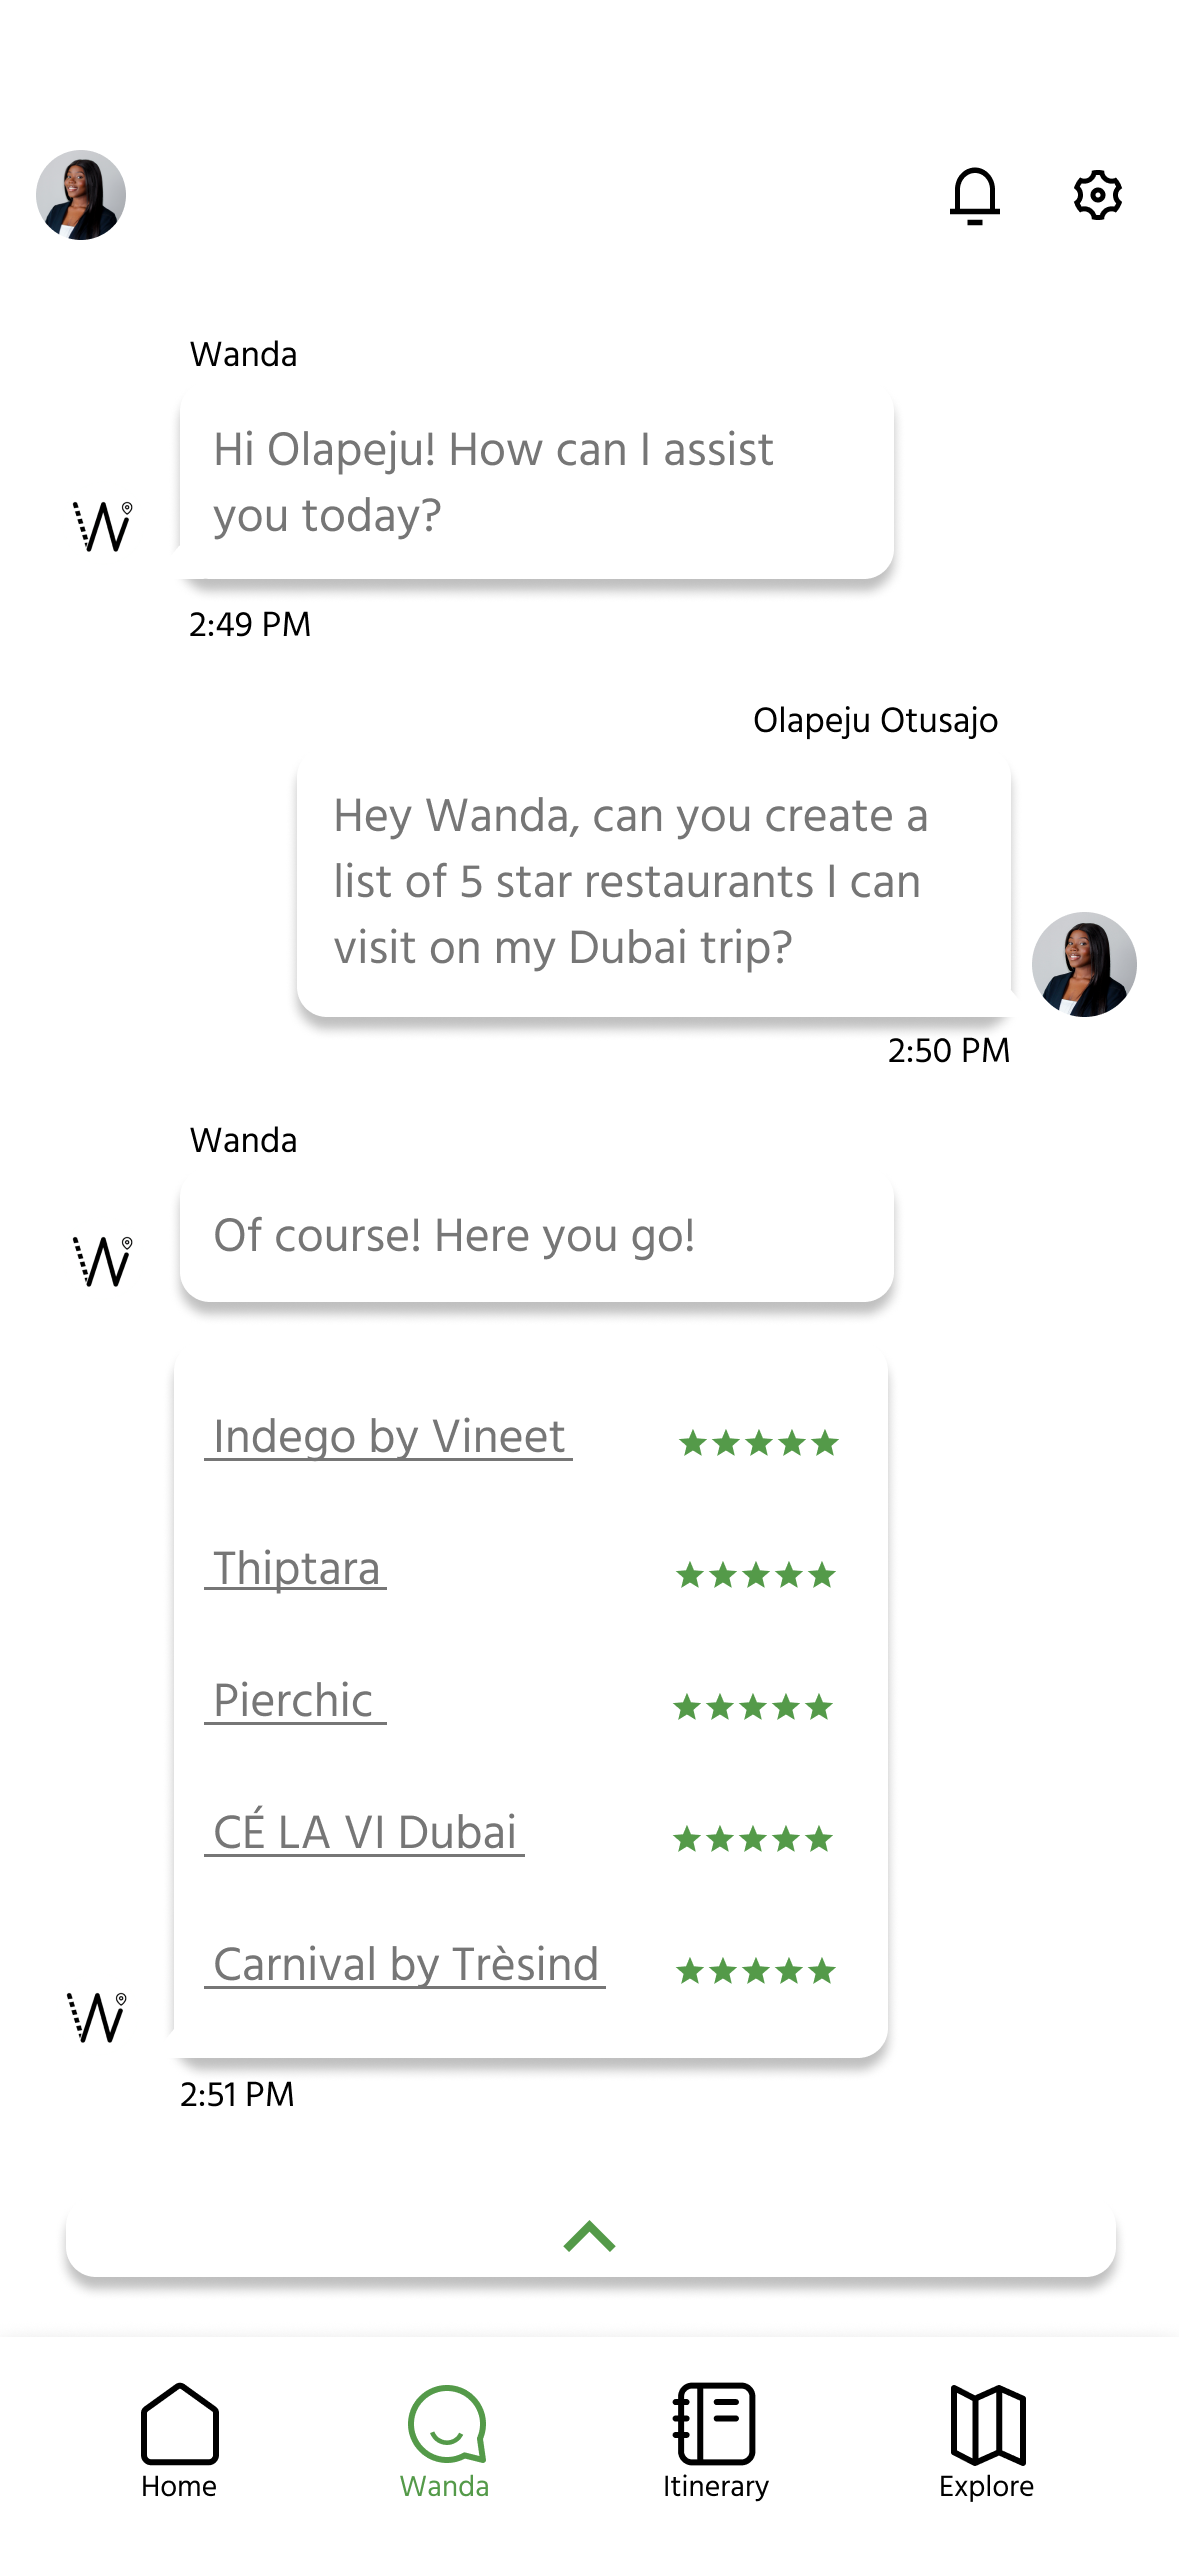 Wanda
Hi Olapeju! How can I assist
you today?
W
2:49 PM
Olapeju Otusajo
Hey Wanda, can you create a
list of 5 star restaurants I can
visit on my Dubai trip?
2:50 PM
Wanda
Of course! Here you go!
W
Indego by Vineet
Thiptara
Pierchic
CÉ LA VI Dubai
Carnival by Trèsind
W
2:51 PM
Home
Wanda
Itinerary
Explore